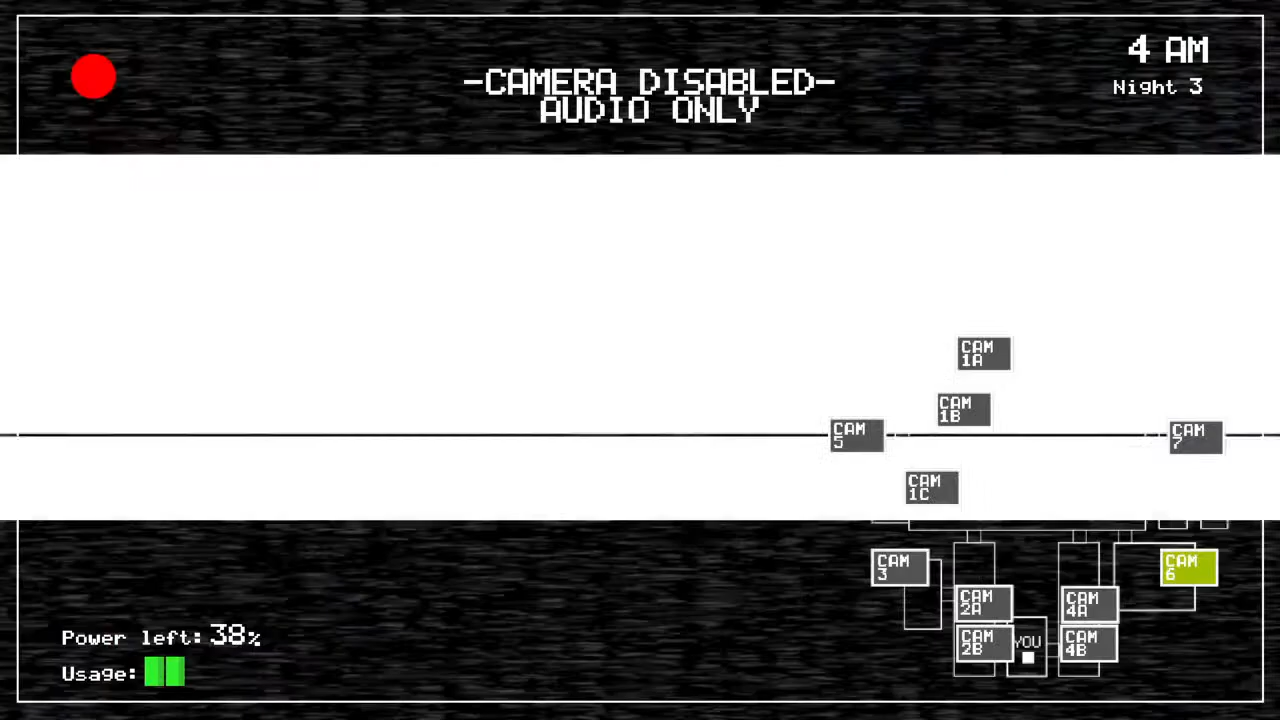 4 AM
-CAMERA DISABLED-
AUDIO ONLY
Night 3
CAM
1A
CAM
1B
CAM
5
CAM
7
CAM
1C
CAM
3
CAM
6
CAM
2A
CAM
4A
CAM
2B
YOU
CAM
4B
Power left: 38%
Usage: